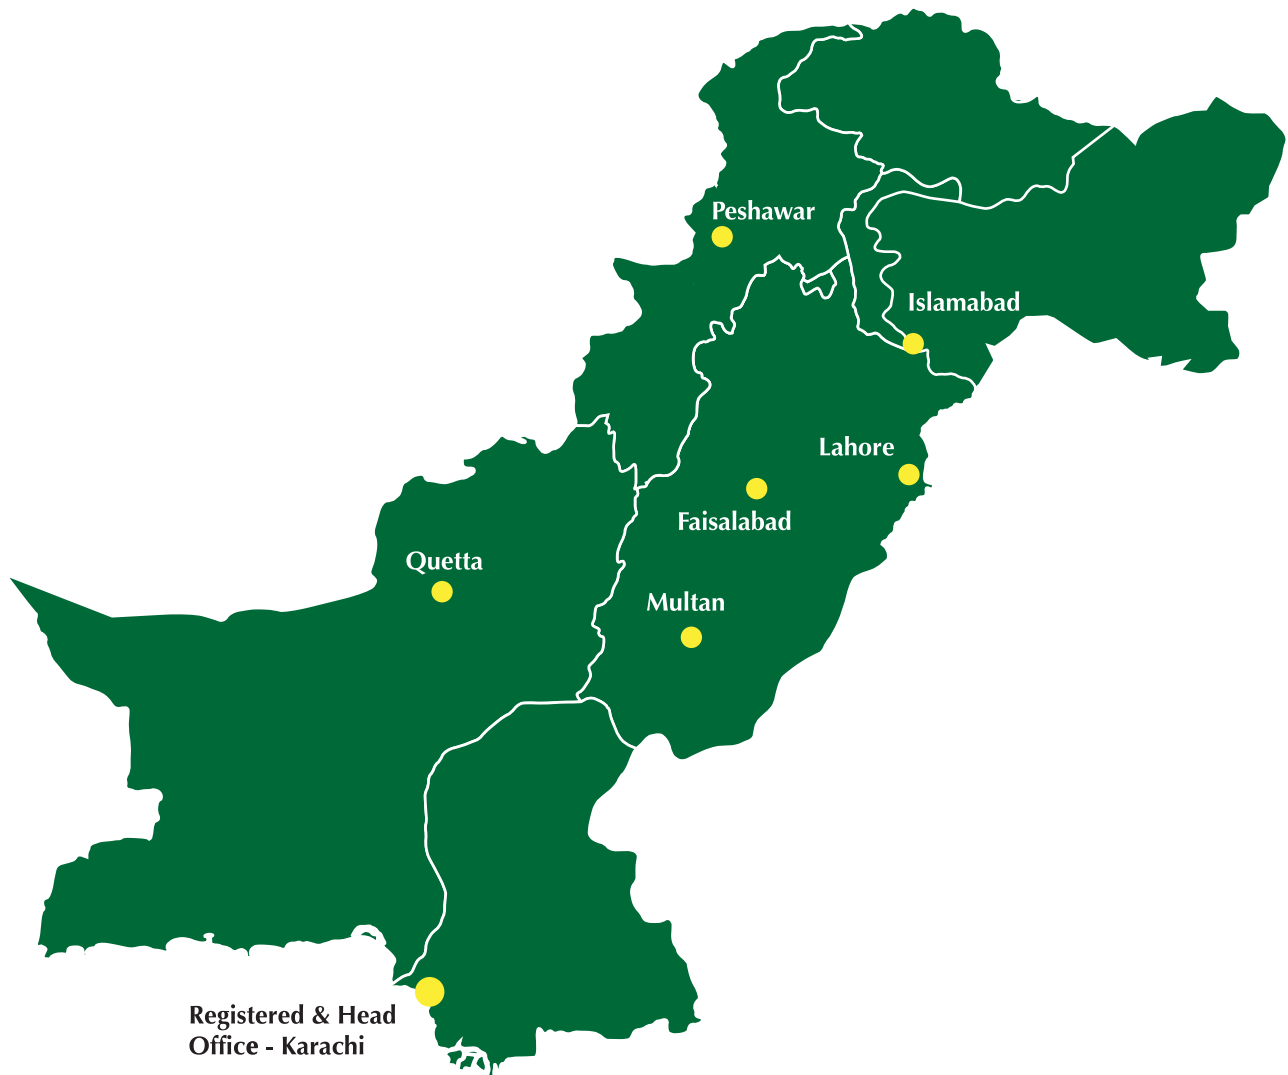 Peshawar
Islamabad
Lahore
Faisalabad
Quetta
Multan
Registered & Head
Office - Karachi